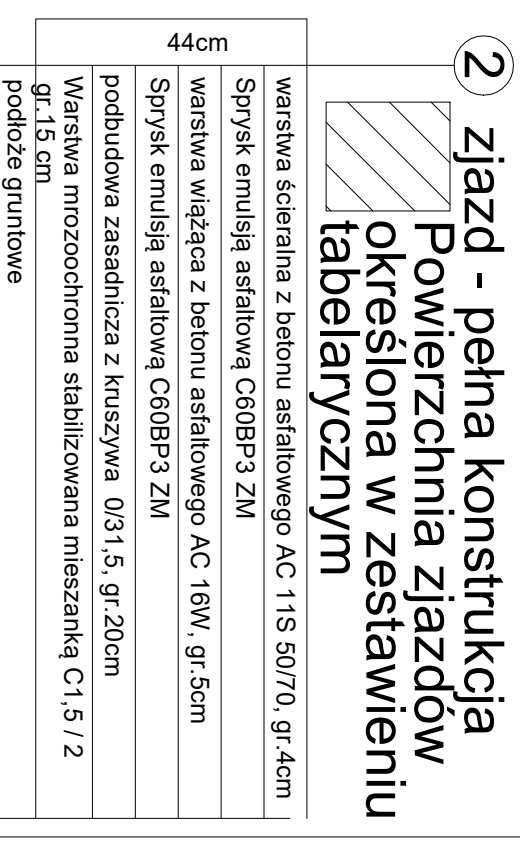 2 zjazd - pełna konstrukcja
Powierzchnia zjazdów
określona w zestawieniu
tabelarycznym
44cm
warstwa ścieralna z betonu asfaltowego AC 11S 50/70, gr.4cm
Sprysk emulsją asfaltową C60BP3 ZM
warstwa wiążąca z betonu asfaltowego AC 16W, gr.5cm
Sprysk emulsją asfaltową C60BP3 ZM
podbudowa zasadnicza z kruszywa 0/31,5, gr.20cm
Warstwa mrozoochronna stabilizowana mieszanką C1,5 / 2
gr.15 cm
podłoże gruntowe